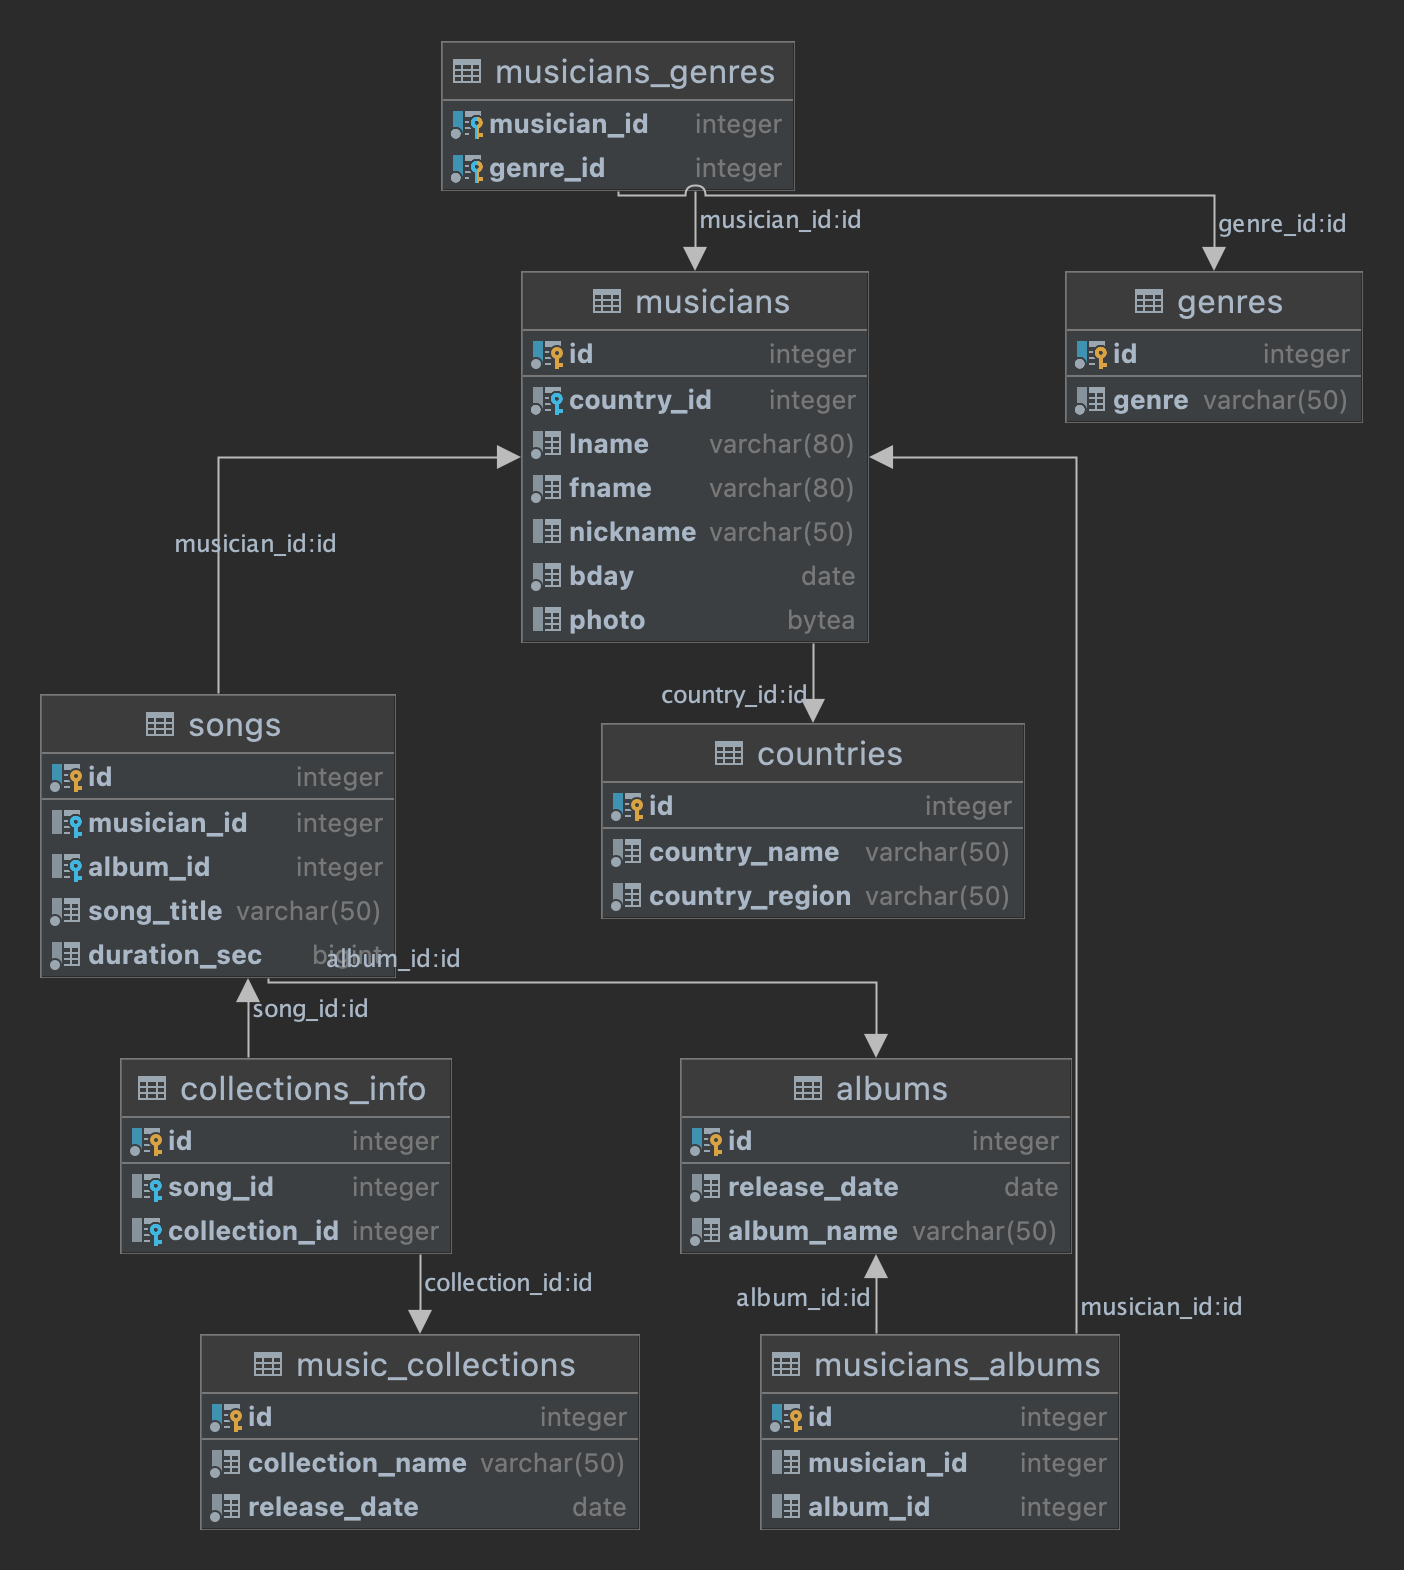 musicians_genres
musician_id integer
genre_id integer
musician_id:id
genre_id:id
musicians
id integer
country_id integer
lname varchar(80)
fname varchar(80)
nickname varchar(50)
bday date
photo bytea
genres
id integer
genre varchar(50)
musician_id:id
country_id:id
songs
id integer
musician_id integer
album_id integer
song_title varchar(50)
duration_sec bigint
album_id:id
song_id:id
countries
id integer
country_name varchar(50)
country_region varchar(50)
collections_info
id integer
song_id integer
collection_id integer
albums
id integer
release_date date
album_name varchar(50)
collection_id:id
album_id:id
musician_id:id
music_collections
id integer
collection_name varchar(50)
release_date date
musicians_albums
id integer
musician_id integer
album_id integer